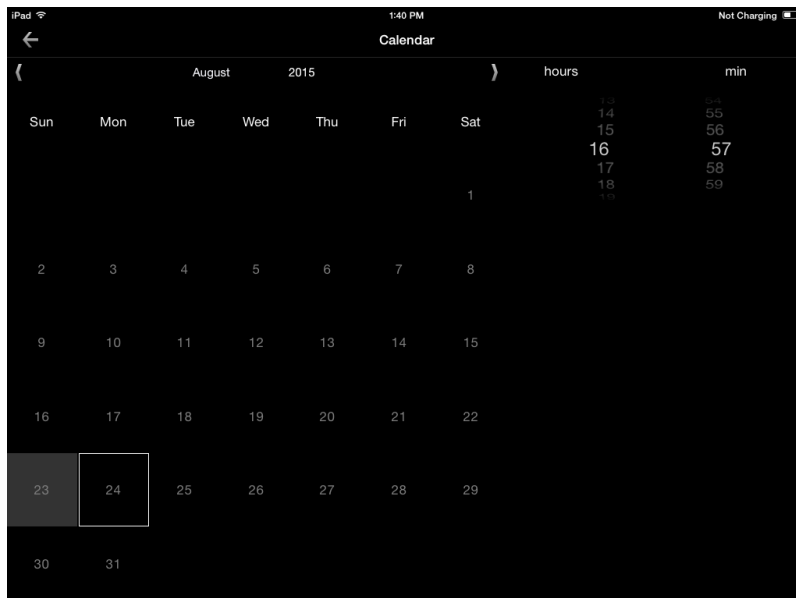 iPad 1:40 PM Not Charging
Calendar
August 2015
Sun Mon Tue Wed Thu Fri Sat
1
2 3 4 5 6 7 8
9 10 11 12 13 14 15
16 17 18 19 20 21 22
23 24 25 26 27 28 29
30 31
hours min
13 54
14 55
15 56
16 57
17 58
18 59
19